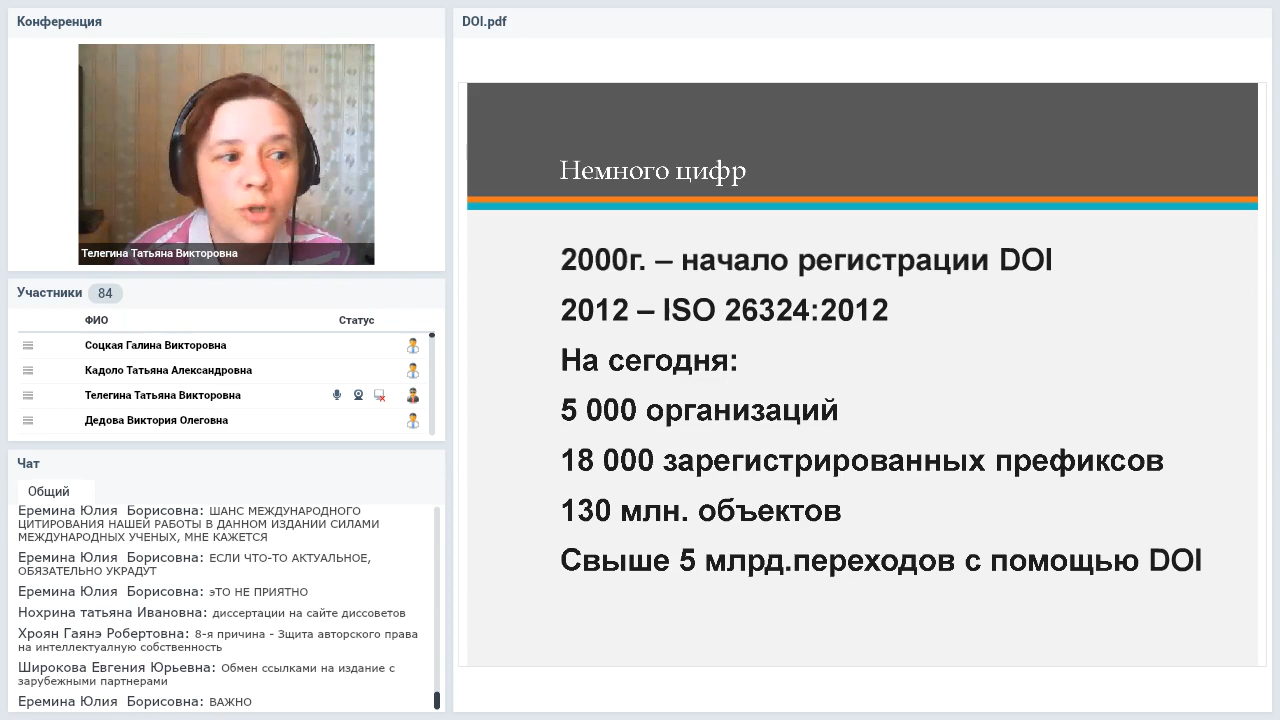 Конференция
Телегина Татьяна Викторовна
Участники 84
ФИО Статус
Соцкая Галина Викторовна
Кадоло Татьяна Александровна
Телегина Татьяна Викторовна
Дедова Виктория Олеговна
Чат
Общий
Еремина Юлия Борисовна: ШАНС МЕЖДУНАРОДНОГО
ЦИТИРОВАНИЯ НАШЕЙ РАБОТЫ В ДАННОМ ИЗДАНИИ СИЛАМИ
МЕЖДУНАРОДНЫХ УЧЕНЫХ, МНЕ КАЖЕТСЯ
Еремина Юлия Борисовна: ЕСЛИ ЧТО-ТО АКТУАЛЬНОЕ,
ОБЯЗАТЕЛЬНО УКРАДУТ
Еремина Юлия Борисовна: эТО НЕ ПРИЯТНО
Нохрина татьяна Ивановна: диссертации на сайте диссоветов
Хроян Гаянэ Робертовна: 8-я причина - Зщита авторского права
на интеллектуалную собственность
Широкова Евгения Юрьевна: Обмен ссылками на издание с
зарубежными партнерами
Еремина Юлия Борисовна: ВАЖНО
DOI.pdf
Немного цифр
2000г. – начало регистрации DOI
2012 – ISO 26324:2012
На сегодня:
5 000 организаций
18 000 зарегистрированных префиксов
130 млн. объектов
Свыше 5 млрд.переходов с помощью DOI